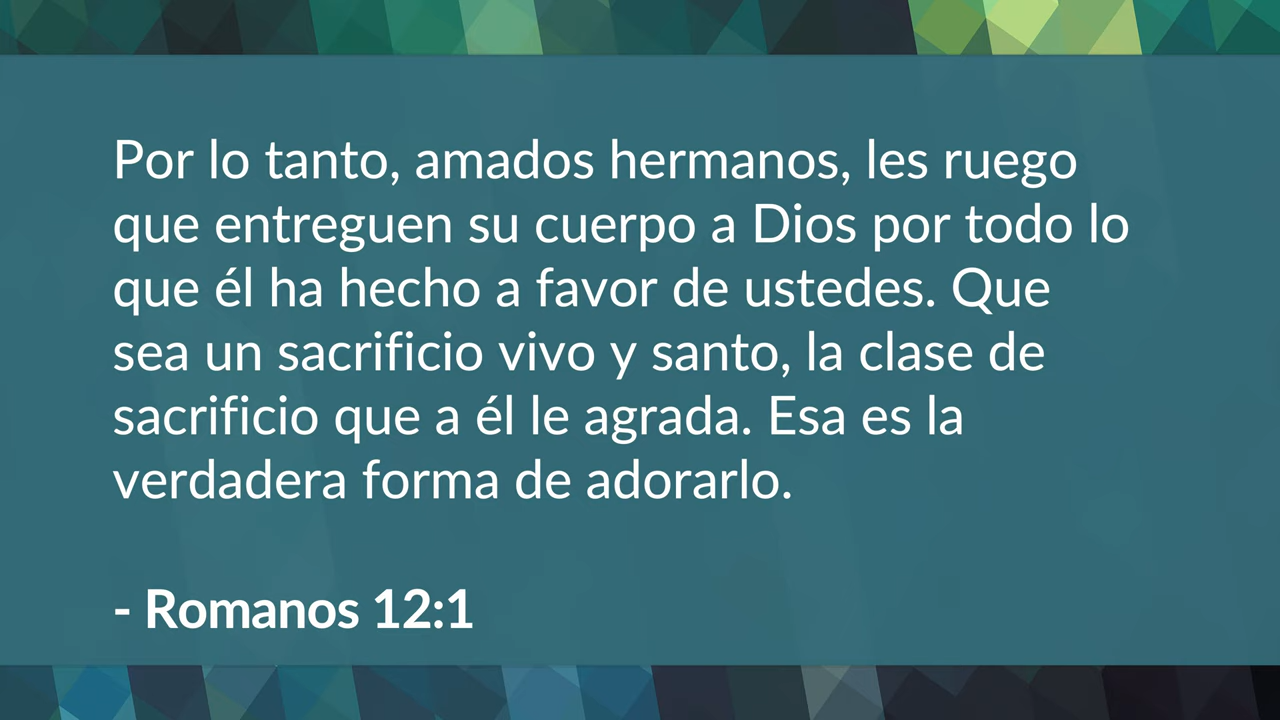 Por lo tanto, amados hermanos, les ruego
que entreguen su cuerpo a Dios por todo lo
que él ha hecho a favor de ustedes. Que
sea un sacrificio vivo y santo, la clase de
sacrificio que a él le agrada. Esa es la
verdadera forma de adorarlo.
- Romanos 12:1